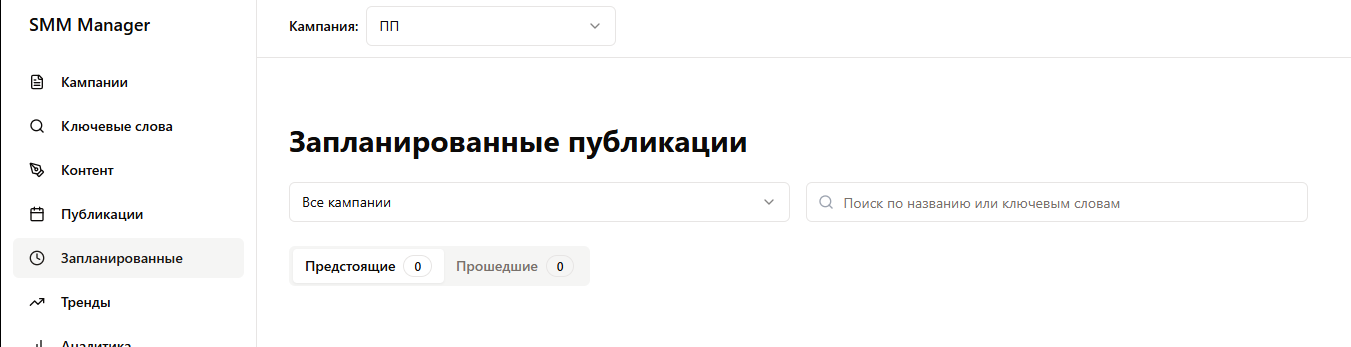 SMM Manager
Кампания: ПП
Кампании
Ключевые слова
Контент
Публикации
Запланированные
Тренды
Аналитика
Запланированные публикации
Все кампании
Поиск по названию или ключевым словам
Предстоящие 0 Прошедшие 0